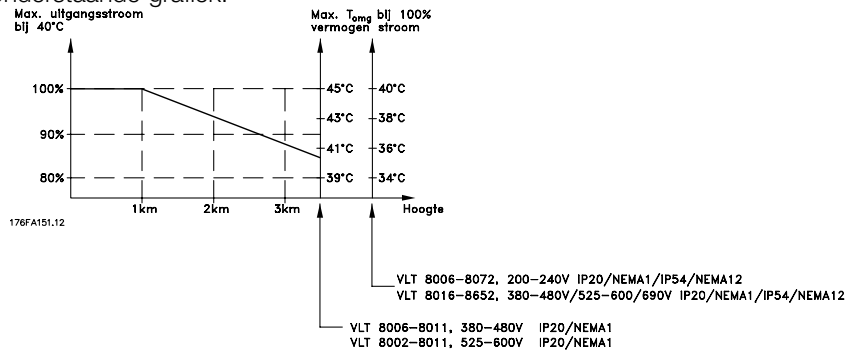 onderstaande grafiek.
Max. uitgangsstroom
bij 40°C
Max. Tomg bij 100%
vermogen stroom
100%
90%
80%
45°C
43°C
41°C
39°C
40°C
38°C
36°C
34°C
1km
2km
3km
Hoogte
176FA151.12
VLT 8006-8072, 200-240V IP20/NEMA1/IP54/NEMA12
VLT 8016-8652, 380-480V/525-600/690V IP20/NEMA1/IP54/NEMA12
VLT 8006-8011, 380-480V IP20/NEMA1
VLT 8002-8011, 525-600V IP20/NEMA1